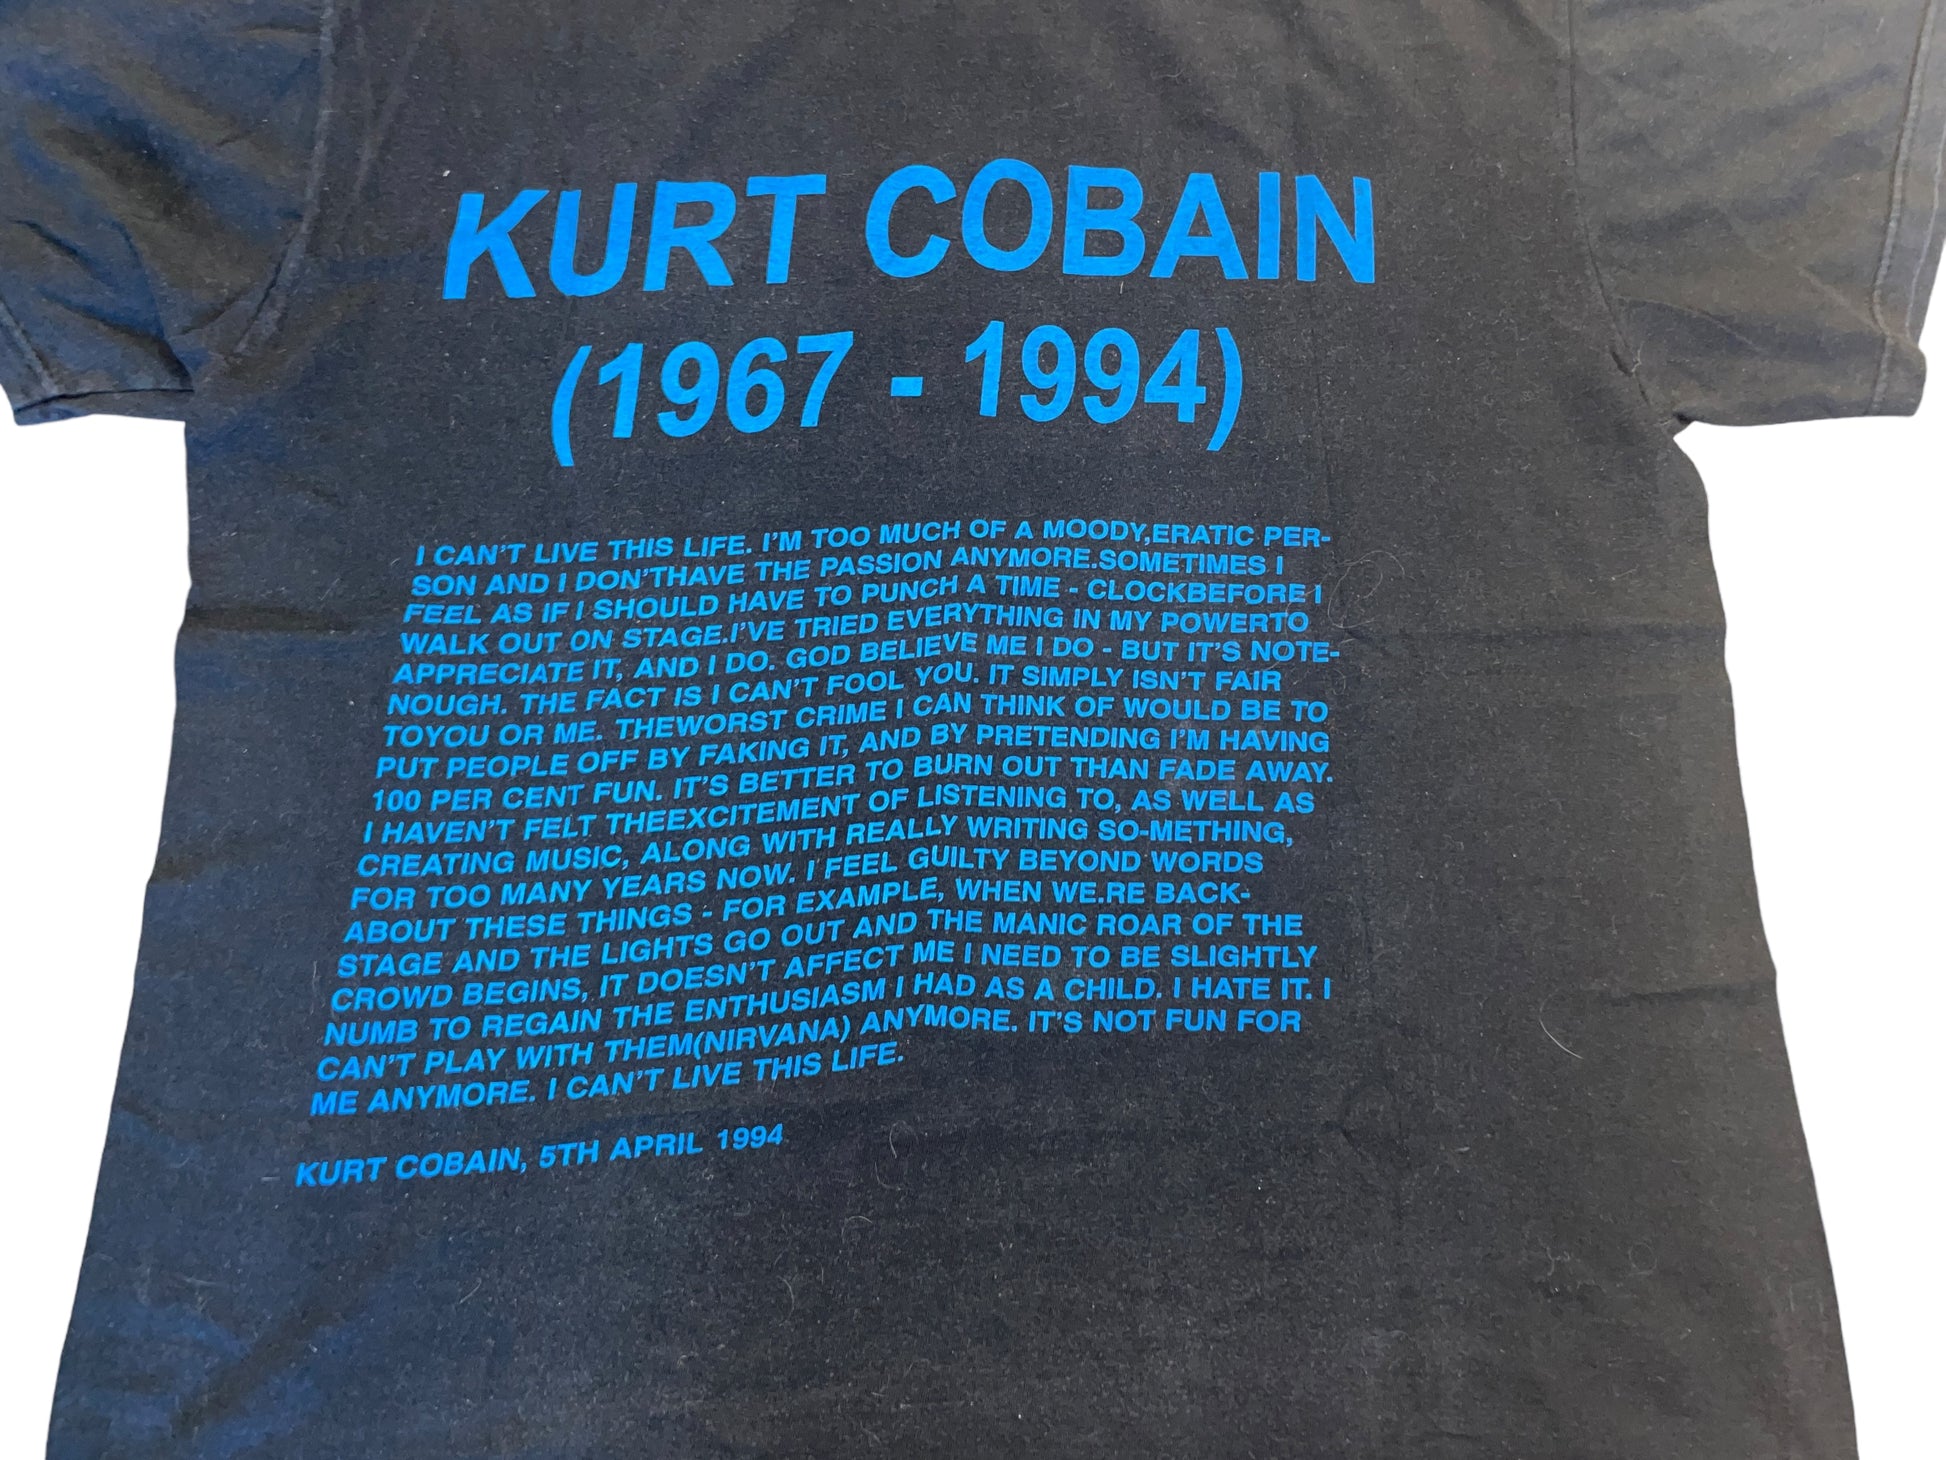 KURT COBAIN
(1967 - 1994)
I CAN'T LIVE THIS LIFE. I'M TOO MUCH OF A MOODY,ERATIC PER-
SON AND I DON'THAVE THE PASSION ANYMORE.SOMETIMES I
FEEL AS IF I SHOULD HAVE TO PUNCH A TIME - CLOCKBEFORE I
WALK OUT ON STAGE.I'VE TRIED EVERYTHING IN MY POWERTO
APPRECIATE IT, AND I DO. GOD BELIEVE ME I DO - BUT IT'S NOTE-
NOUGH. THE FACT IS I CAN'T FOOL YOU. IT SIMPLY ISN'T FAIR
TOYOU OR ME. THEWORST CRIME I CAN THINK OF WOULD BE TO
PUT PEOPLE OFF BY FAKING IT, AND BY PRETENDING I'M HAVING
100 PER CENT FUN. IT'S BETTER TO BURN OUT THAN FADE AWAY.
I HAVEN'T FELT THEEXCITEMENT OF LISTENING TO, AS WELL AS
CREATING MUSIC, ALONG WITH REALLY WRITING SO-METHING,
FOR TOO MANY YEARS NOW. I FEEL GUILTY BEYOND WORDS
ABOUT THESE THINGS - FOR EXAMPLE, WHEN WE.RE BACK-
STAGE AND THE LIGHTS GO OUT AND THE MANIC ROAR OF THE
CROWD BEGINS, IT DOESN'T AFFECT ME I NEED TO BE SLIGHTLY
NUMB TO REGAIN THE ENTHUSIASM I HAD AS A CHILD. I HATE IT. I
CAN'T PLAY WITH THEM(NIRVANA) ANYMORE. IT'S NOT FUN FOR
ME ANYMORE. I CAN'T LIVE THIS LIFE.
KURT COBAIN, 5TH APRIL 1994